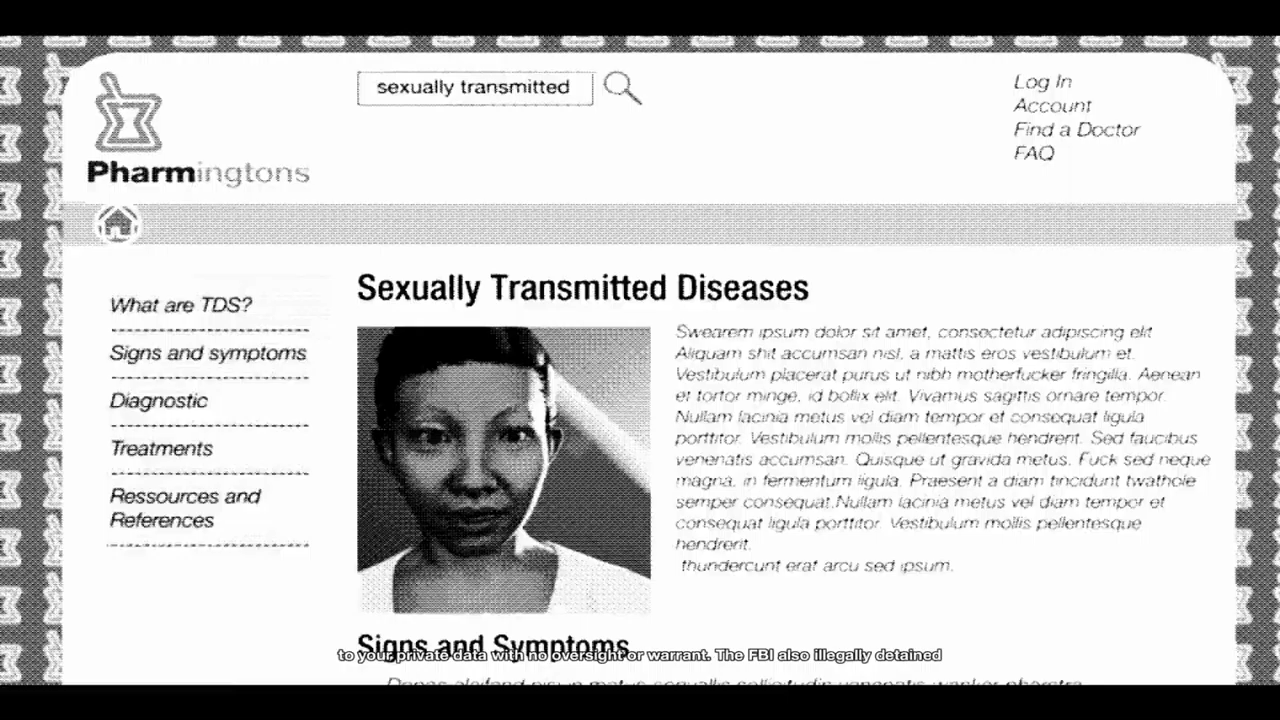 sexually transmitted
Log In
Account
Find a Doctor
FAQ
Pharmingtons
What are TDS?
Signs and symptoms
Diagnostic
Treatments
Ressources and
References
Sexually Transmitted Diseases
Swearem ipsum dolor sit amet, consectetur adipiscing elit
Aliquam shit accumsan nisl, a mattis eros vestibulum et.
Vestibulum placerat purus ut nibh motherfucker fringilla. Aenean
et tortor minge, id bollix elit. Vivamus sagittis ornare tempor.
Nullam lacinia metus vel diam tempor et consequat ligula
porttitor. Vestibulum mollis pellentesque hendrerit. Sed faucibus
venenatis accumsan. Quisque ut gravida metus. Fuck sed neque
magna, in fermentum ligula. Praesent a diam tincidunt twathole
semper consequat.Nullam lacinia metus vel diam tempor et
consequat ligula porttitor. Vestibulum mollis pellentesque
hendrerit.
thundercunt erat arcu sed ipsum.
Signs and Symptoms
to your private data with no oversight or warrant. The FBI also illegally detained